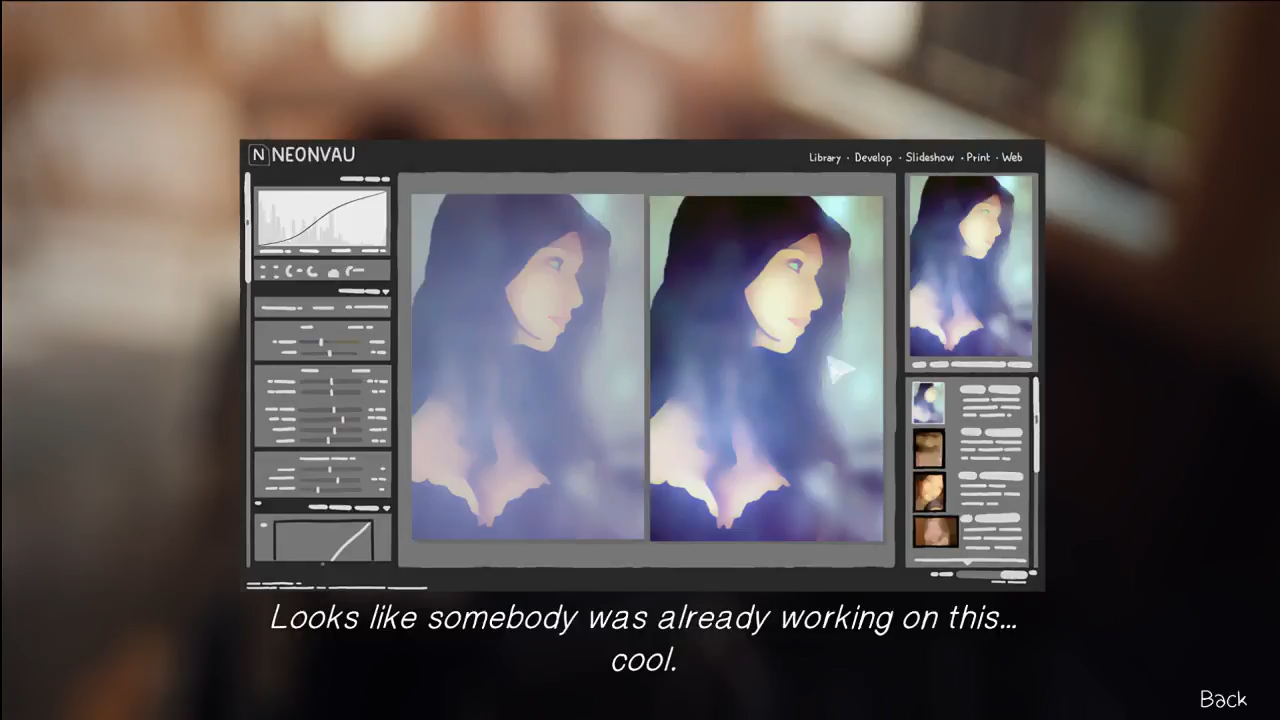 N NEONVAU
Library · Develop · Slideshow · Print · Web
Looks like somebody was already working on this...
cool.
Back